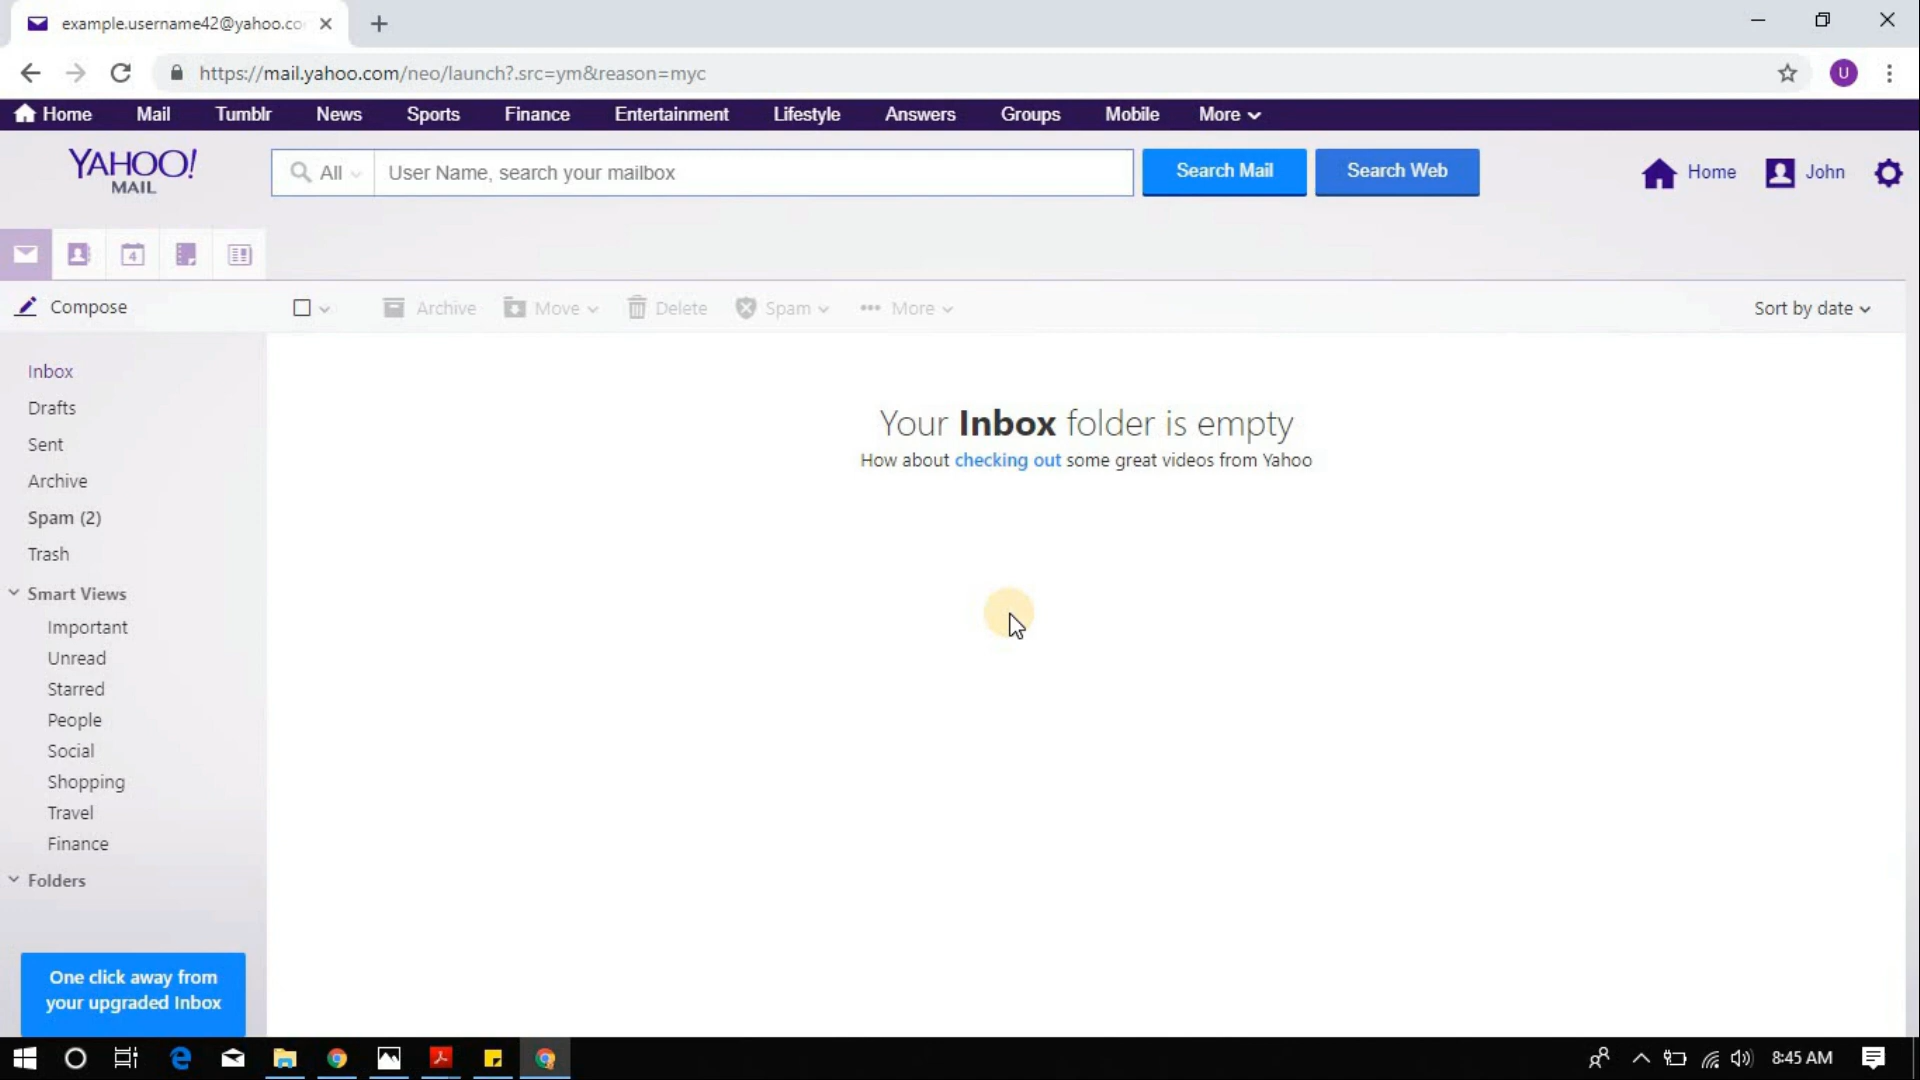 example.username42@yahoo.co
https://mail.yahoo.com/neo/launch?.src=ym&reason=myc
U
Home Mail Tumblr News Sports Finance Entertainment Lifestyle Answers Groups Mobile More
YAHOO!
MAIL
All User Name, search your mailbox Search Mail Search Web Home John
4
Compose Archive Move Delete Spam More Sort by date
Inbox
Drafts
Sent
Archive
Spam (2)
Trash
Smart Views
Important
Unread
Starred
People
Social
Shopping
Travel
Finance
Folders
Your Inbox folder is empty
How about checking out some great videos from Yahoo
One click away from
your upgraded Inbox
8:45 AM